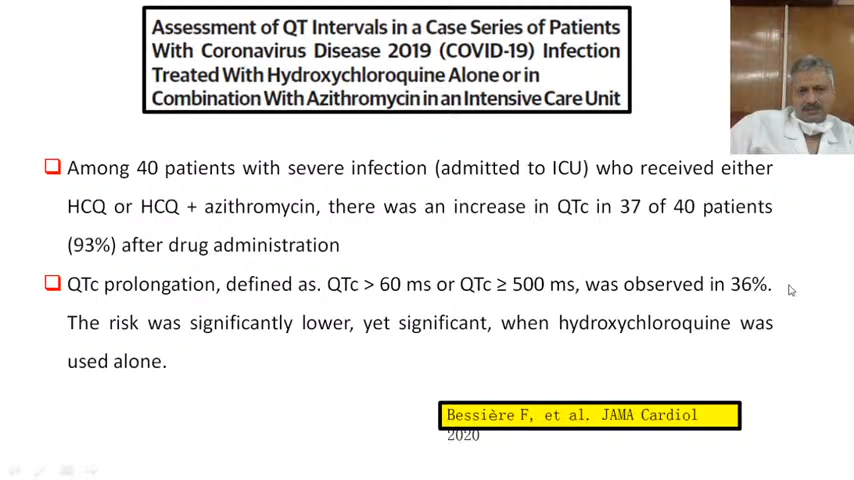 Assessment of QT Intervals in a Case Series of Patients
With Coronavirus Disease 2019 (COVID-19) Infection
Treated With Hydroxychloroquine Alone or in
Combination With Azithromycin in an Intensive Care Unit
Among 40 patients with severe infection (admitted to ICU) who received either
HCQ or HCQ + azithromycin, there was an increase in QTc in 37 of 40 patients
(93%) after drug administration
QTc prolongation, defined as. QTc > 60 ms or QTc ≥ 500 ms, was observed in 36%.
The risk was significantly lower, yet significant, when hydroxychloroquine was
used alone.
Bessière F, et al. JAMA Cardiol
2020